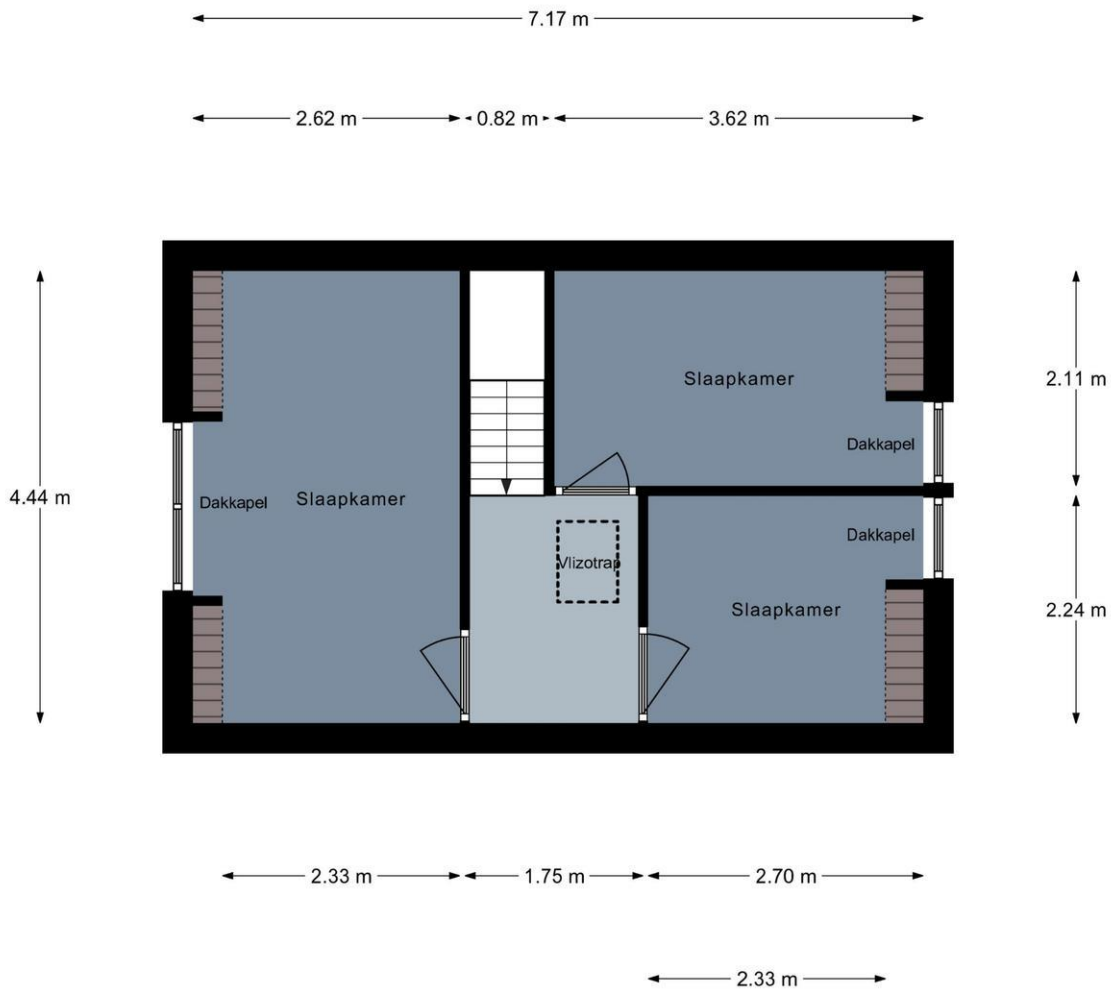 7.17 m
2.62 m
0.82 m
3.62 m
Slaapkamer
2.11 m
Dakkapel
4.44 m
Dakkapel
Slaapkamer
Dakkapel
Vlizotrap
Slaapkamer
2.24 m
2.33 m
1.75 m
2.70 m
2.33 m